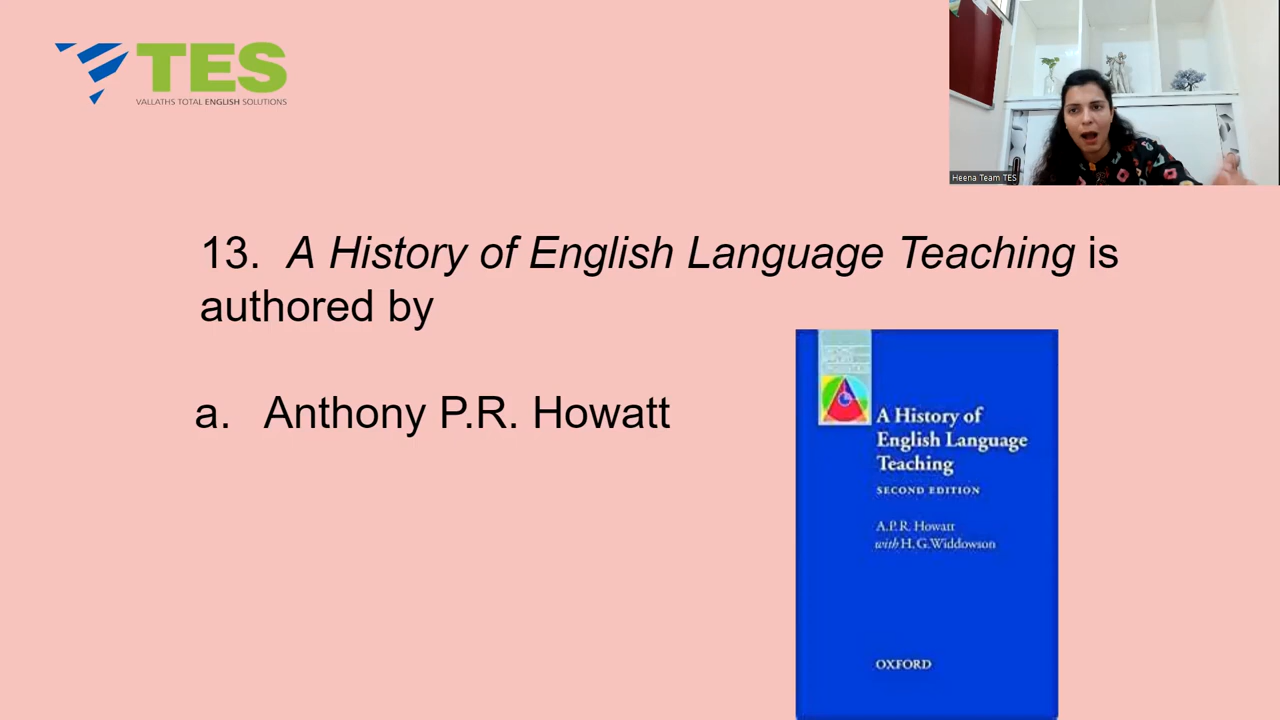 TES
VALLATHS TOTAL ENGLISH SOLUTIONS
Heena Team TES
13. A History of English Language Teaching is
authored by
a. Anthony P.R. Howatt
A History of
English Language
Teaching
SECOND EDITION
A.P.R. Howatt
with H.G.Widdowson
OXFORD